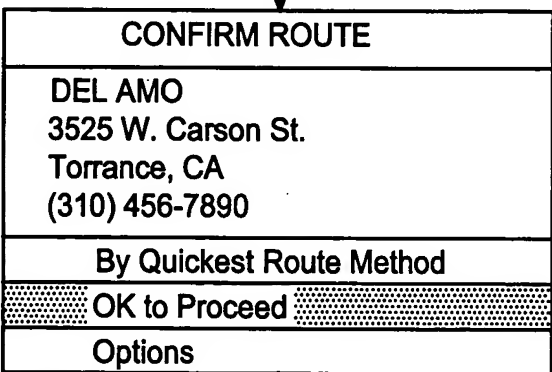 CONFIRM ROUTE
DEL AMO
3525 W. Carson St.
Torrance, CA
(310) 456-7890
By Quickest Route Method
OK to Proceed
Options